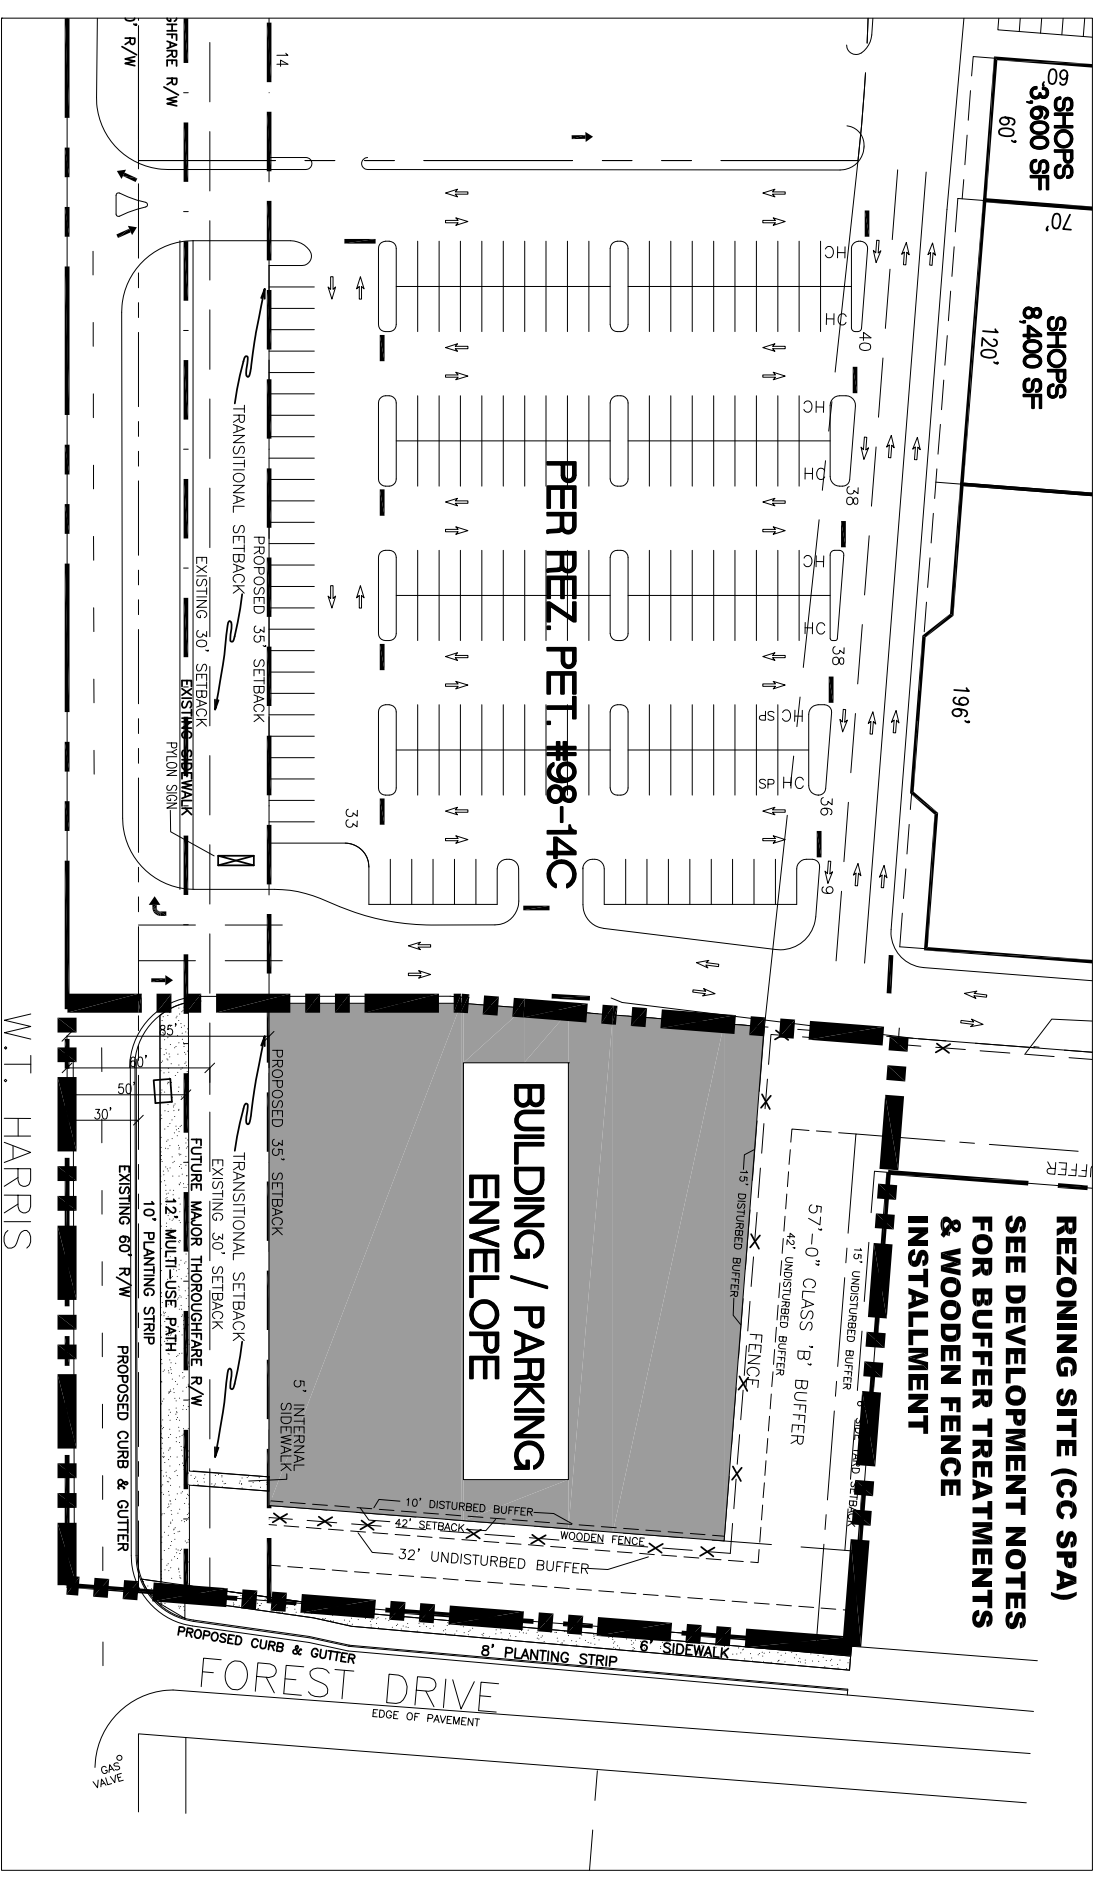 SHOPS
3,600 SF
60'
60'
70'
SHOPS
8,400 SF
120'
196'
14
GHFARE R/W
0' R/W
HC
HC
40
HC
HC
38
HC
HC
38
HC
SP
HC
SP
36
9
33
PER REZ. PET. #98-14C
TRANSITIONAL SETBACK
PROPOSED 35' SETBACK
EXISTING 30' SETBACK
EXISTING SIDEWALK
PYLON SIGN
REZONING SITE (CC SPA)
SEE DEVELOPMENT NOTES
FOR BUFFER TREATMENTS
& WOODEN FENCE
INSTALLMENT
UFFER
15' UNDISTURBED BUFFER
6' SIDE YARD SETBACK
57'-0" CLASS 'B' BUFFER
42' UNDISTURBED BUFFER
FENCE
15' DISTURBED BUFFER
BUILDING / PARKING
ENVELOPE
10' DISTURBED BUFFER
42' SETBACK
WOODEN FENCE
32' UNDISTURBED BUFFER
5' INTERNAL
SIDEWALK
PROPOSED 35' SETBACK
TRANSITIONAL SETBACK
EXISTING 30' SETBACK
FUTURE MAJOR THOROUGHFARE R/W
12' MULTI-USE PATH
10' PLANTING STRIP
EXISTING 60' R/W
PROPOSED CURB & GUTTER
85'
60'
50'
30'
W.T. HARRIS
6' SIDEWALK
8' PLANTING STRIP
PROPOSED CURB & GUTTER
FOREST DRIVE
EDGE OF PAVEMENT
GAS
VALVE